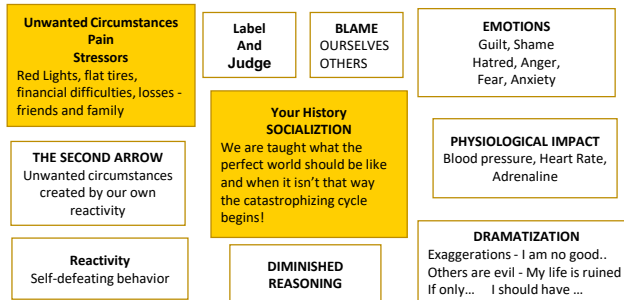 Unwanted Circumstances
Pain
Stressors
Red Lights, flat tires,
financial difficulties, losses -
friends and family
Label
And
Judge
BLAME
OURSELVES
OTHERS
EMOTIONS
Guilt, Shame
Hatred, Anger,
Fear, Anxiety
Your History
SOCIALIZTION
We are taught what the
perfect world should be like
and when it isn't that way
the catastrophizing cycle
begins!
THE SECOND ARROW
Unwanted circumstances
created by our own
reactivity
PHYSIOLOGICAL IMPACT
Blood pressure, Heart Rate,
Adrenaline
Reactivity
Self-defeating behavior
DIMINISHED
REASONING
DRAMATIZATION
Exaggerations - I am no good..
Others are evil - My life is ruined
If only... I should have ...